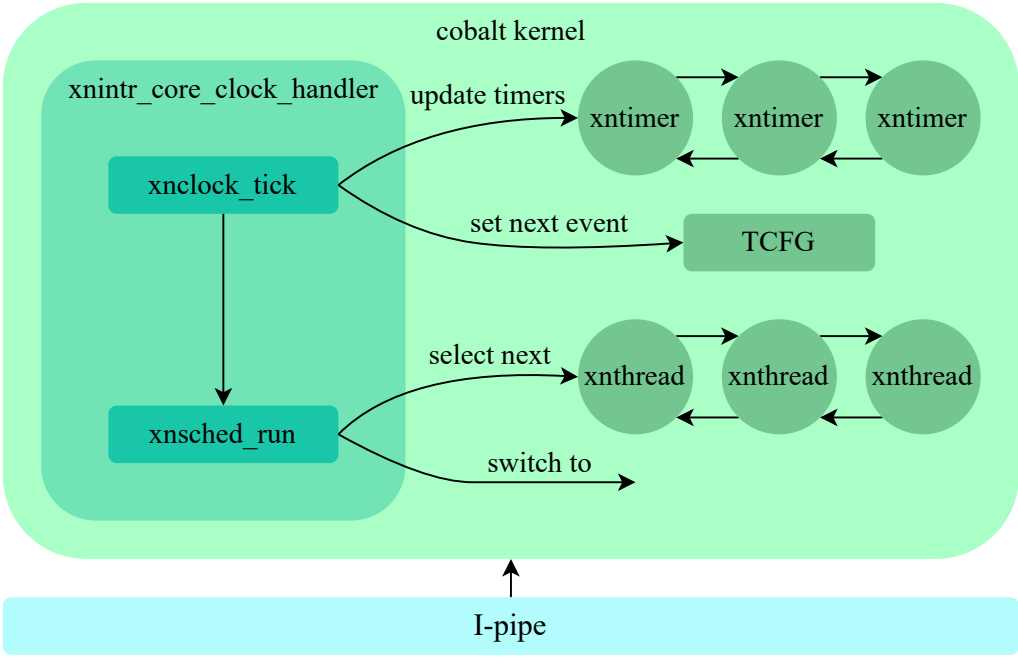 cobalt kernel
xnintr_core_clock_handler
update timers
xntimer
xntimer
xntimer
xnclock_tick
set next event
TCFG
select next
xnthread
xnthread
xnthread
xnsched_run
switch to
I-pipe